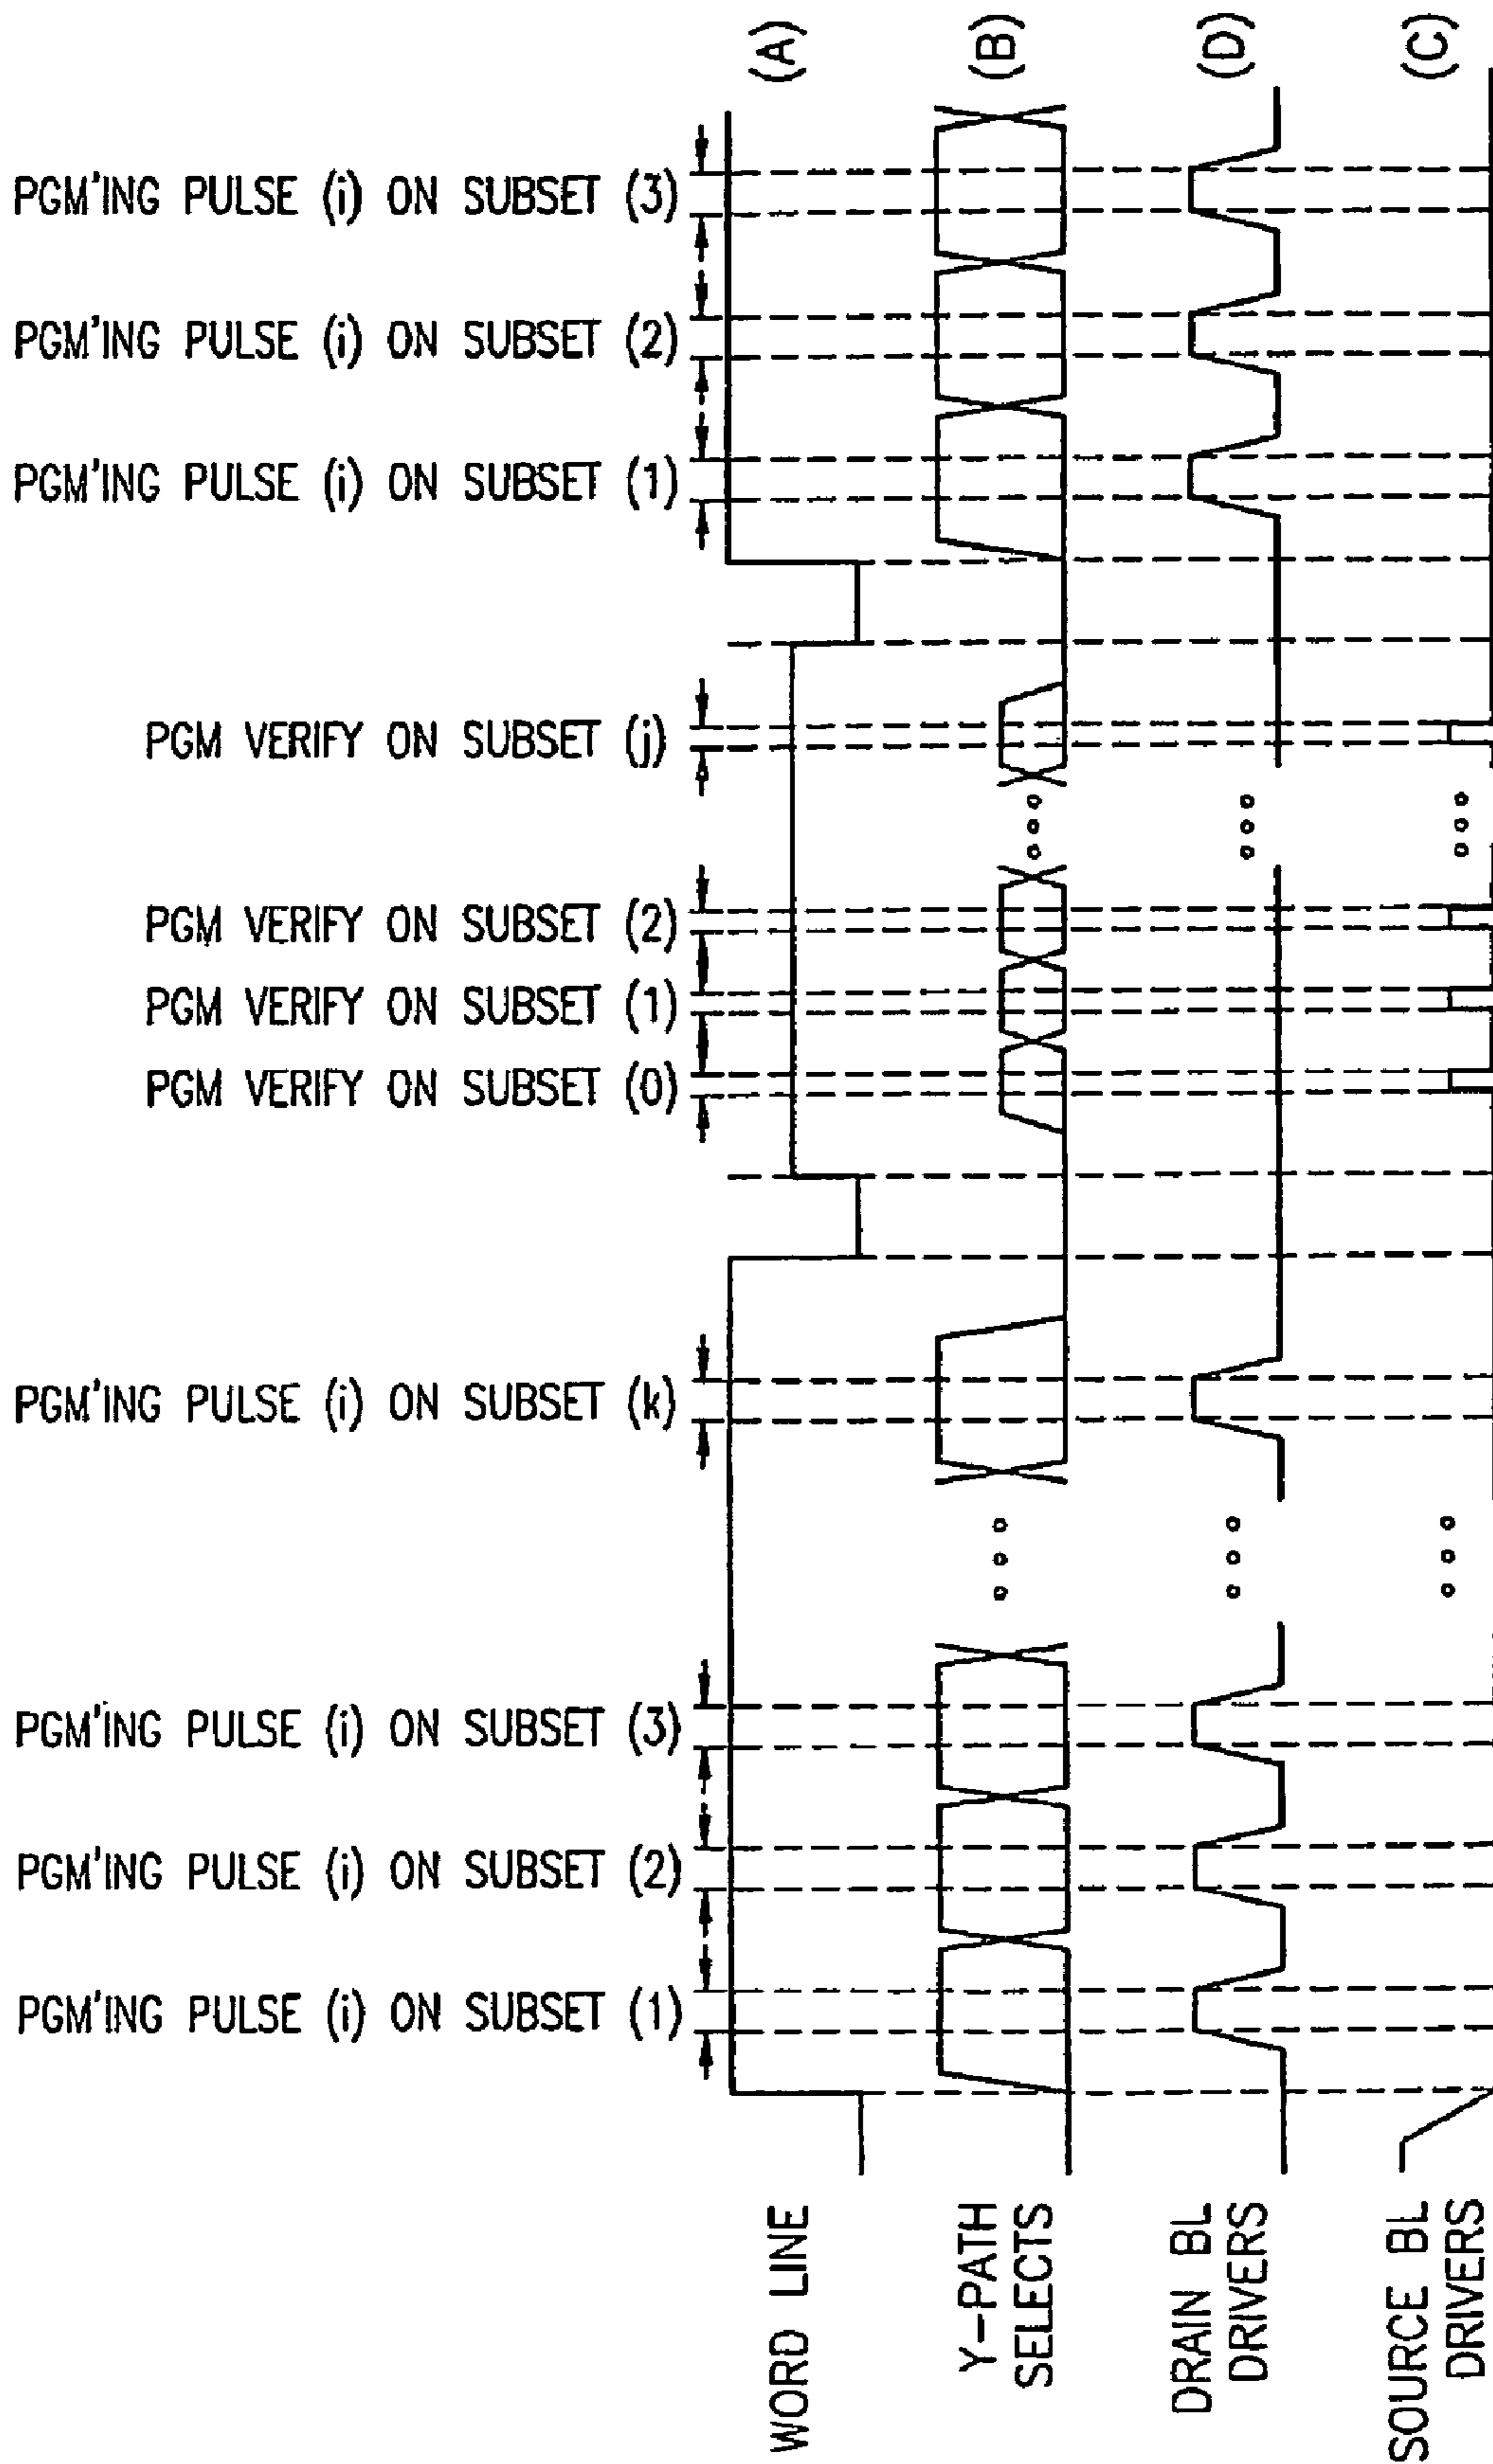 PGM'ING PULSE (i) ON SUBSET (3)
PGM'ING PULSE (i) ON SUBSET (2)
PGM'ING PULSE (i) ON SUBSET (1)
PGM VERIFY ON SUBSET (j)
PGM VERIFY ON SUBSET (2)
PGM VERIFY ON SUBSET (1)
PGM VERIFY ON SUBSET (0)
PGM'ING PULSE (i) ON SUBSET (k)
PGM'ING PULSE (i) ON SUBSET (3)
PGM'ING PULSE (i) ON SUBSET (2)
PGM'ING PULSE (i) ON SUBSET (1)
WORD LINE
(A)
Y-PATH
SELECTS
(B)
DRAIN BL
DRIVERS
(D)
SOURCE BL
DRIVERS
(C)